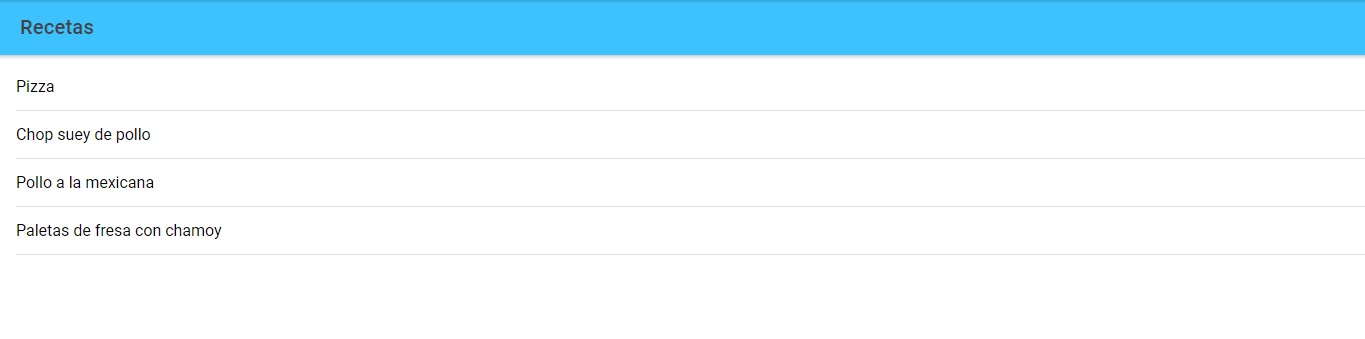 Recetas
Pizza
Chop suey de pollo
Pollo a la mexicana
Paletas de fresa con chamoy